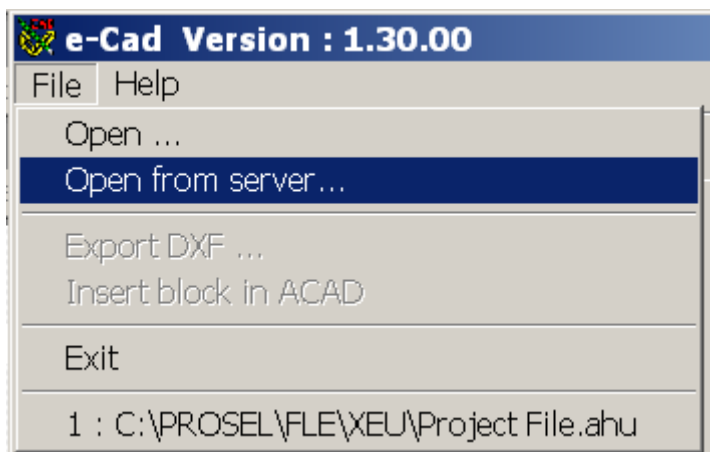 e-Cad Version : 1.30.00
File Help
Open ...
Open from server...
Export DXF ...
Insert block in ACAD
Exit
1 : C:\PROSEL\FLE\XEU\Project File.ahu